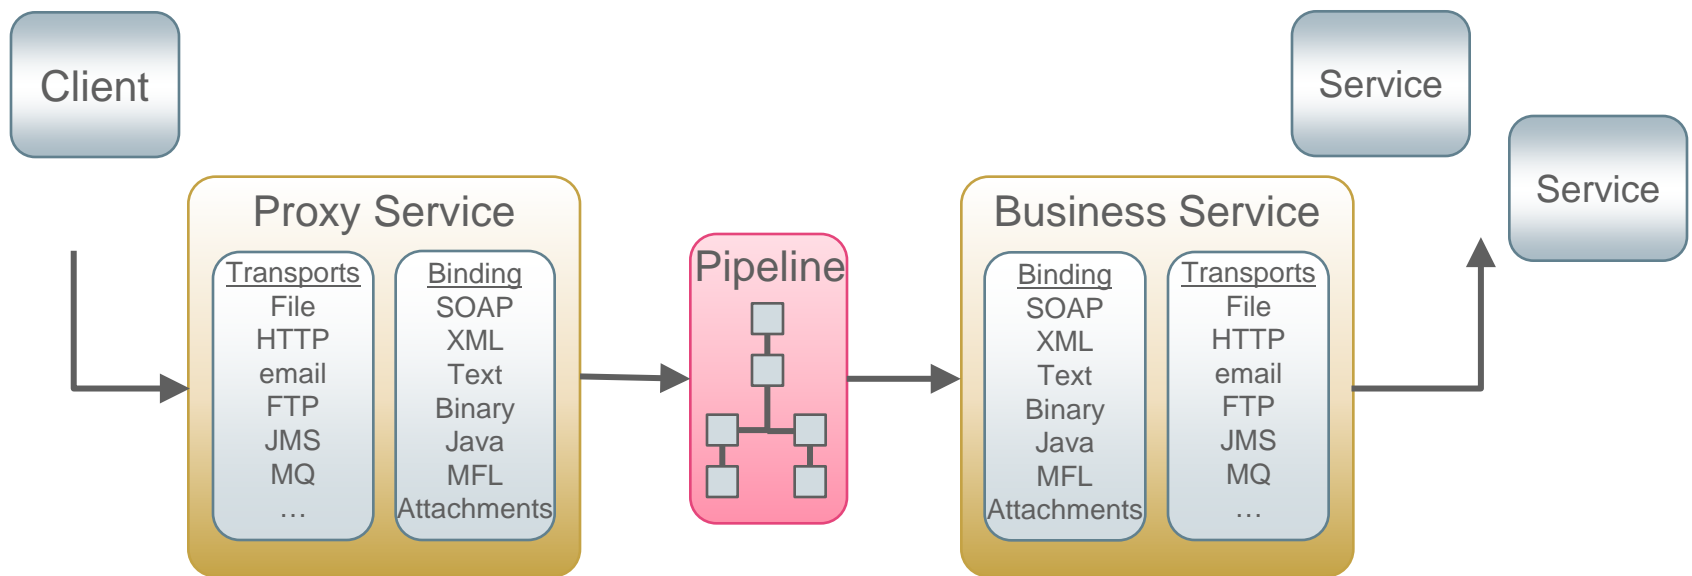 Client
Service
Service
Proxy Service
Transports
File
HTTP
email
FTP
JMS
MQ
…
Binding
SOAP
XML
Text
Binary
Java
MFL
Attachments
Pipeline
Business Service
Binding
SOAP
XML
Text
Binary
Java
MFL
Attachments
Transports
File
HTTP
email
FTP
JMS
MQ
…